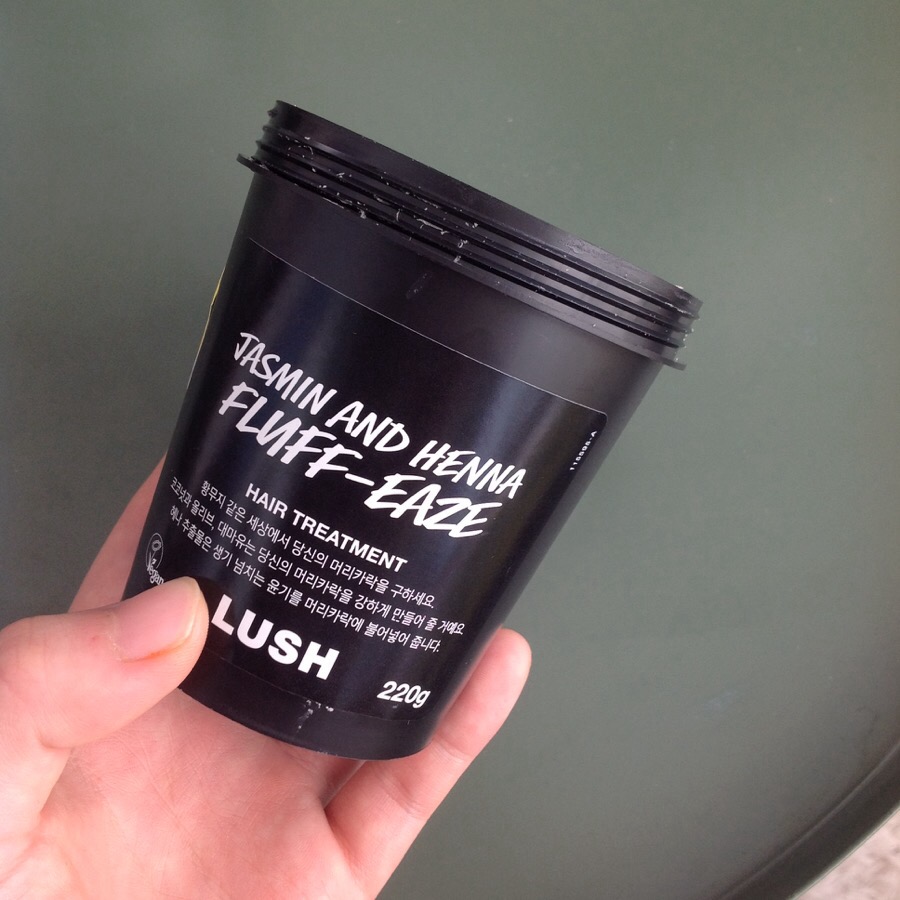 JASMIN AND HENNA
FLUFF-EAZE
HAIR TREATMENT
황무지 같은 세상에서 당신의 머리카락을 구하세요.
코코넛과 올리브, 대마유는 당신의 머리카락을 강하게 만들어 줄 거예요.
헤나 추출물은 생기 넘치는 윤기를 머리카락에 불어넣어 줍니다.
Vegan
LUSH
220g